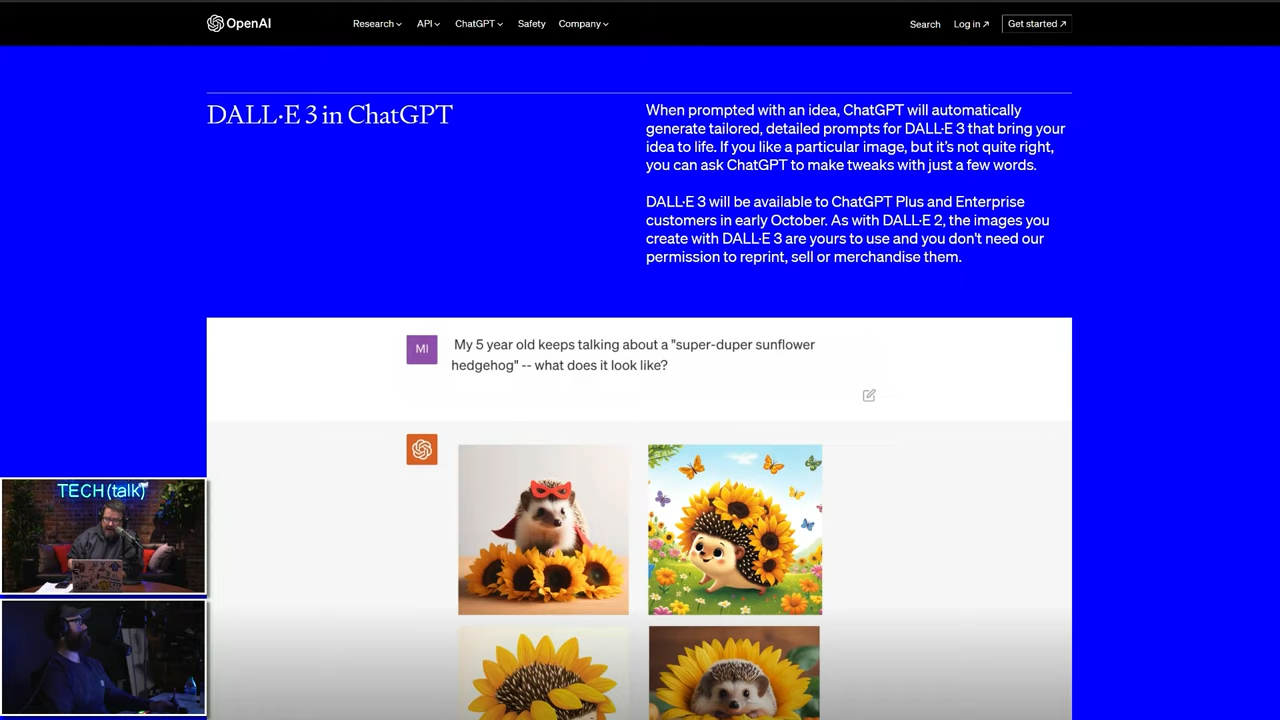 OpenAI
Research API ChatGPT Safety Company
Search Log in ↗ Get started ↗
DALL·E 3 in ChatGPT
When prompted with an idea, ChatGPT will automatically
generate tailored, detailed prompts for DALL·E 3 that bring your
idea to life. If you like a particular image, but it's not quite right,
you can ask ChatGPT to make tweaks with just a few words.
DALL·E 3 will be available to ChatGPT Plus and Enterprise
customers in early October. As with DALL·E 2, the images you
create with DALL·E 3 are yours to use and you don't need our
permission to reprint, sell or merchandise them.
MI
My 5 year old keeps talking about a "super-duper sunflower
hedgehog" -- what does it look like?
TECH(talk)